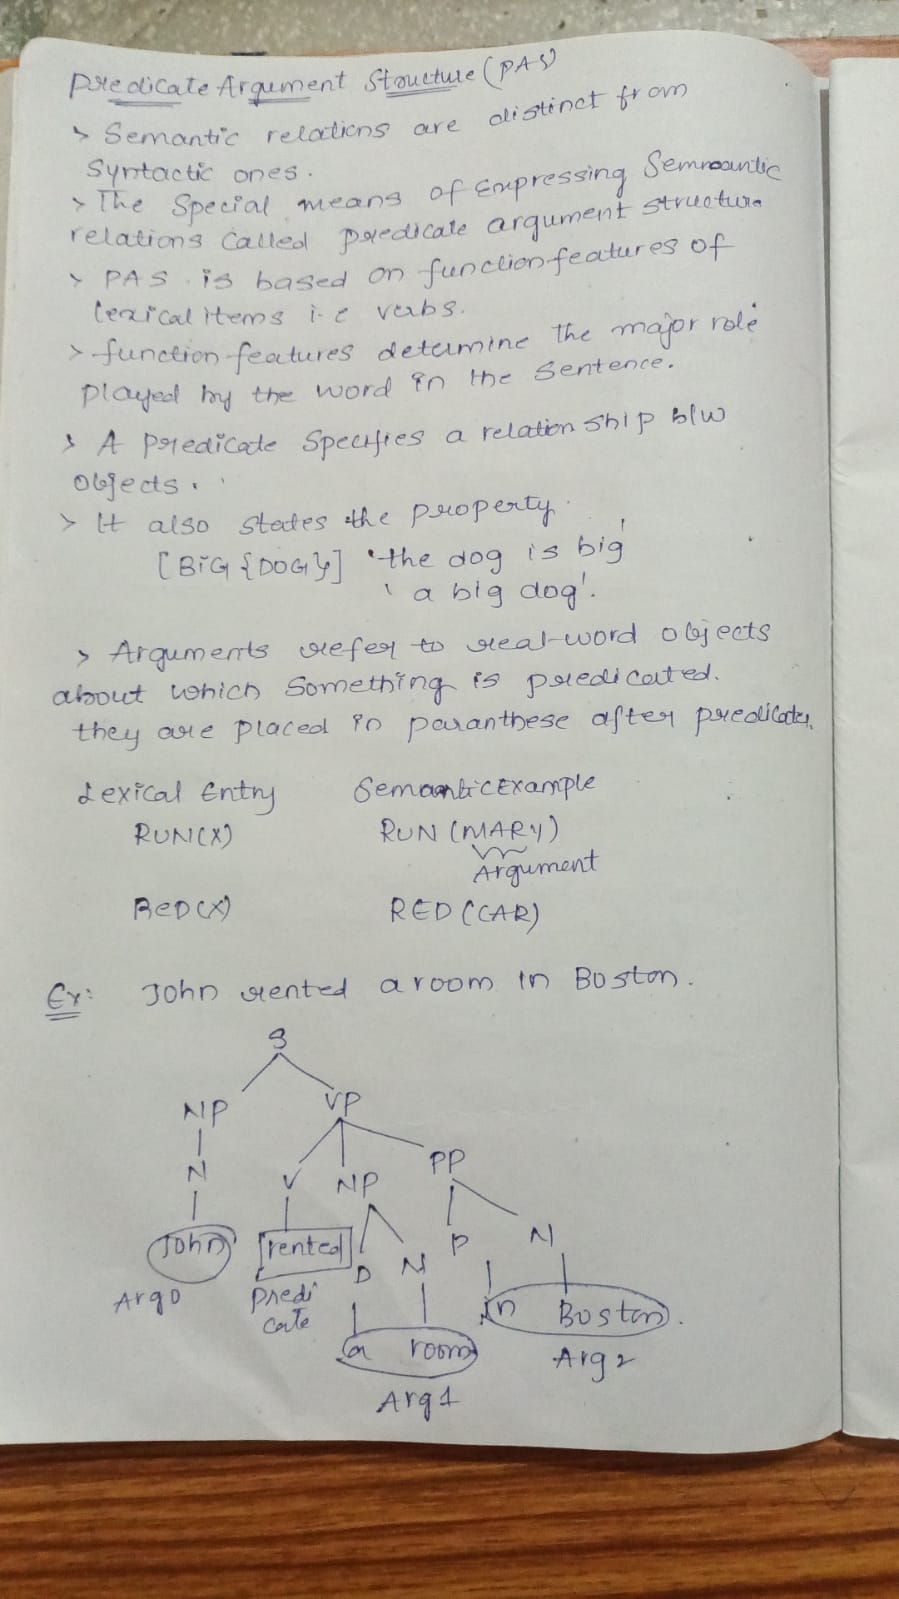 Predicate Argument Structure (PAS)
> Semantic relations are distinct from
Syntactic ones.
> The Special means of Expressing Semantic
relations Called predicate argument structure
> PAS is based on function features of
lexical items i.e verbs.
> function features determine the major role
played by the word in the Sentence.
> A predicate Specifies a relation ship b/w
Objects.
> It also states the property.
[BiG {DOG}] 'the dog is big'
'a big dog'.
> Arguments refer to real-word objects
about which Something is predicated.
they are placed in paranthese after predicates.
Lexical Entry Semantic Example
RUN(X) RUN (MARY)
Argument
ReD(X) RED (CAR)
Ex: John rented a room in Boston.
S
NP VP
N V NP PP
John rented D N P N
Arg0 Predi
cate
a room in Boston.
Arg1 Arg2